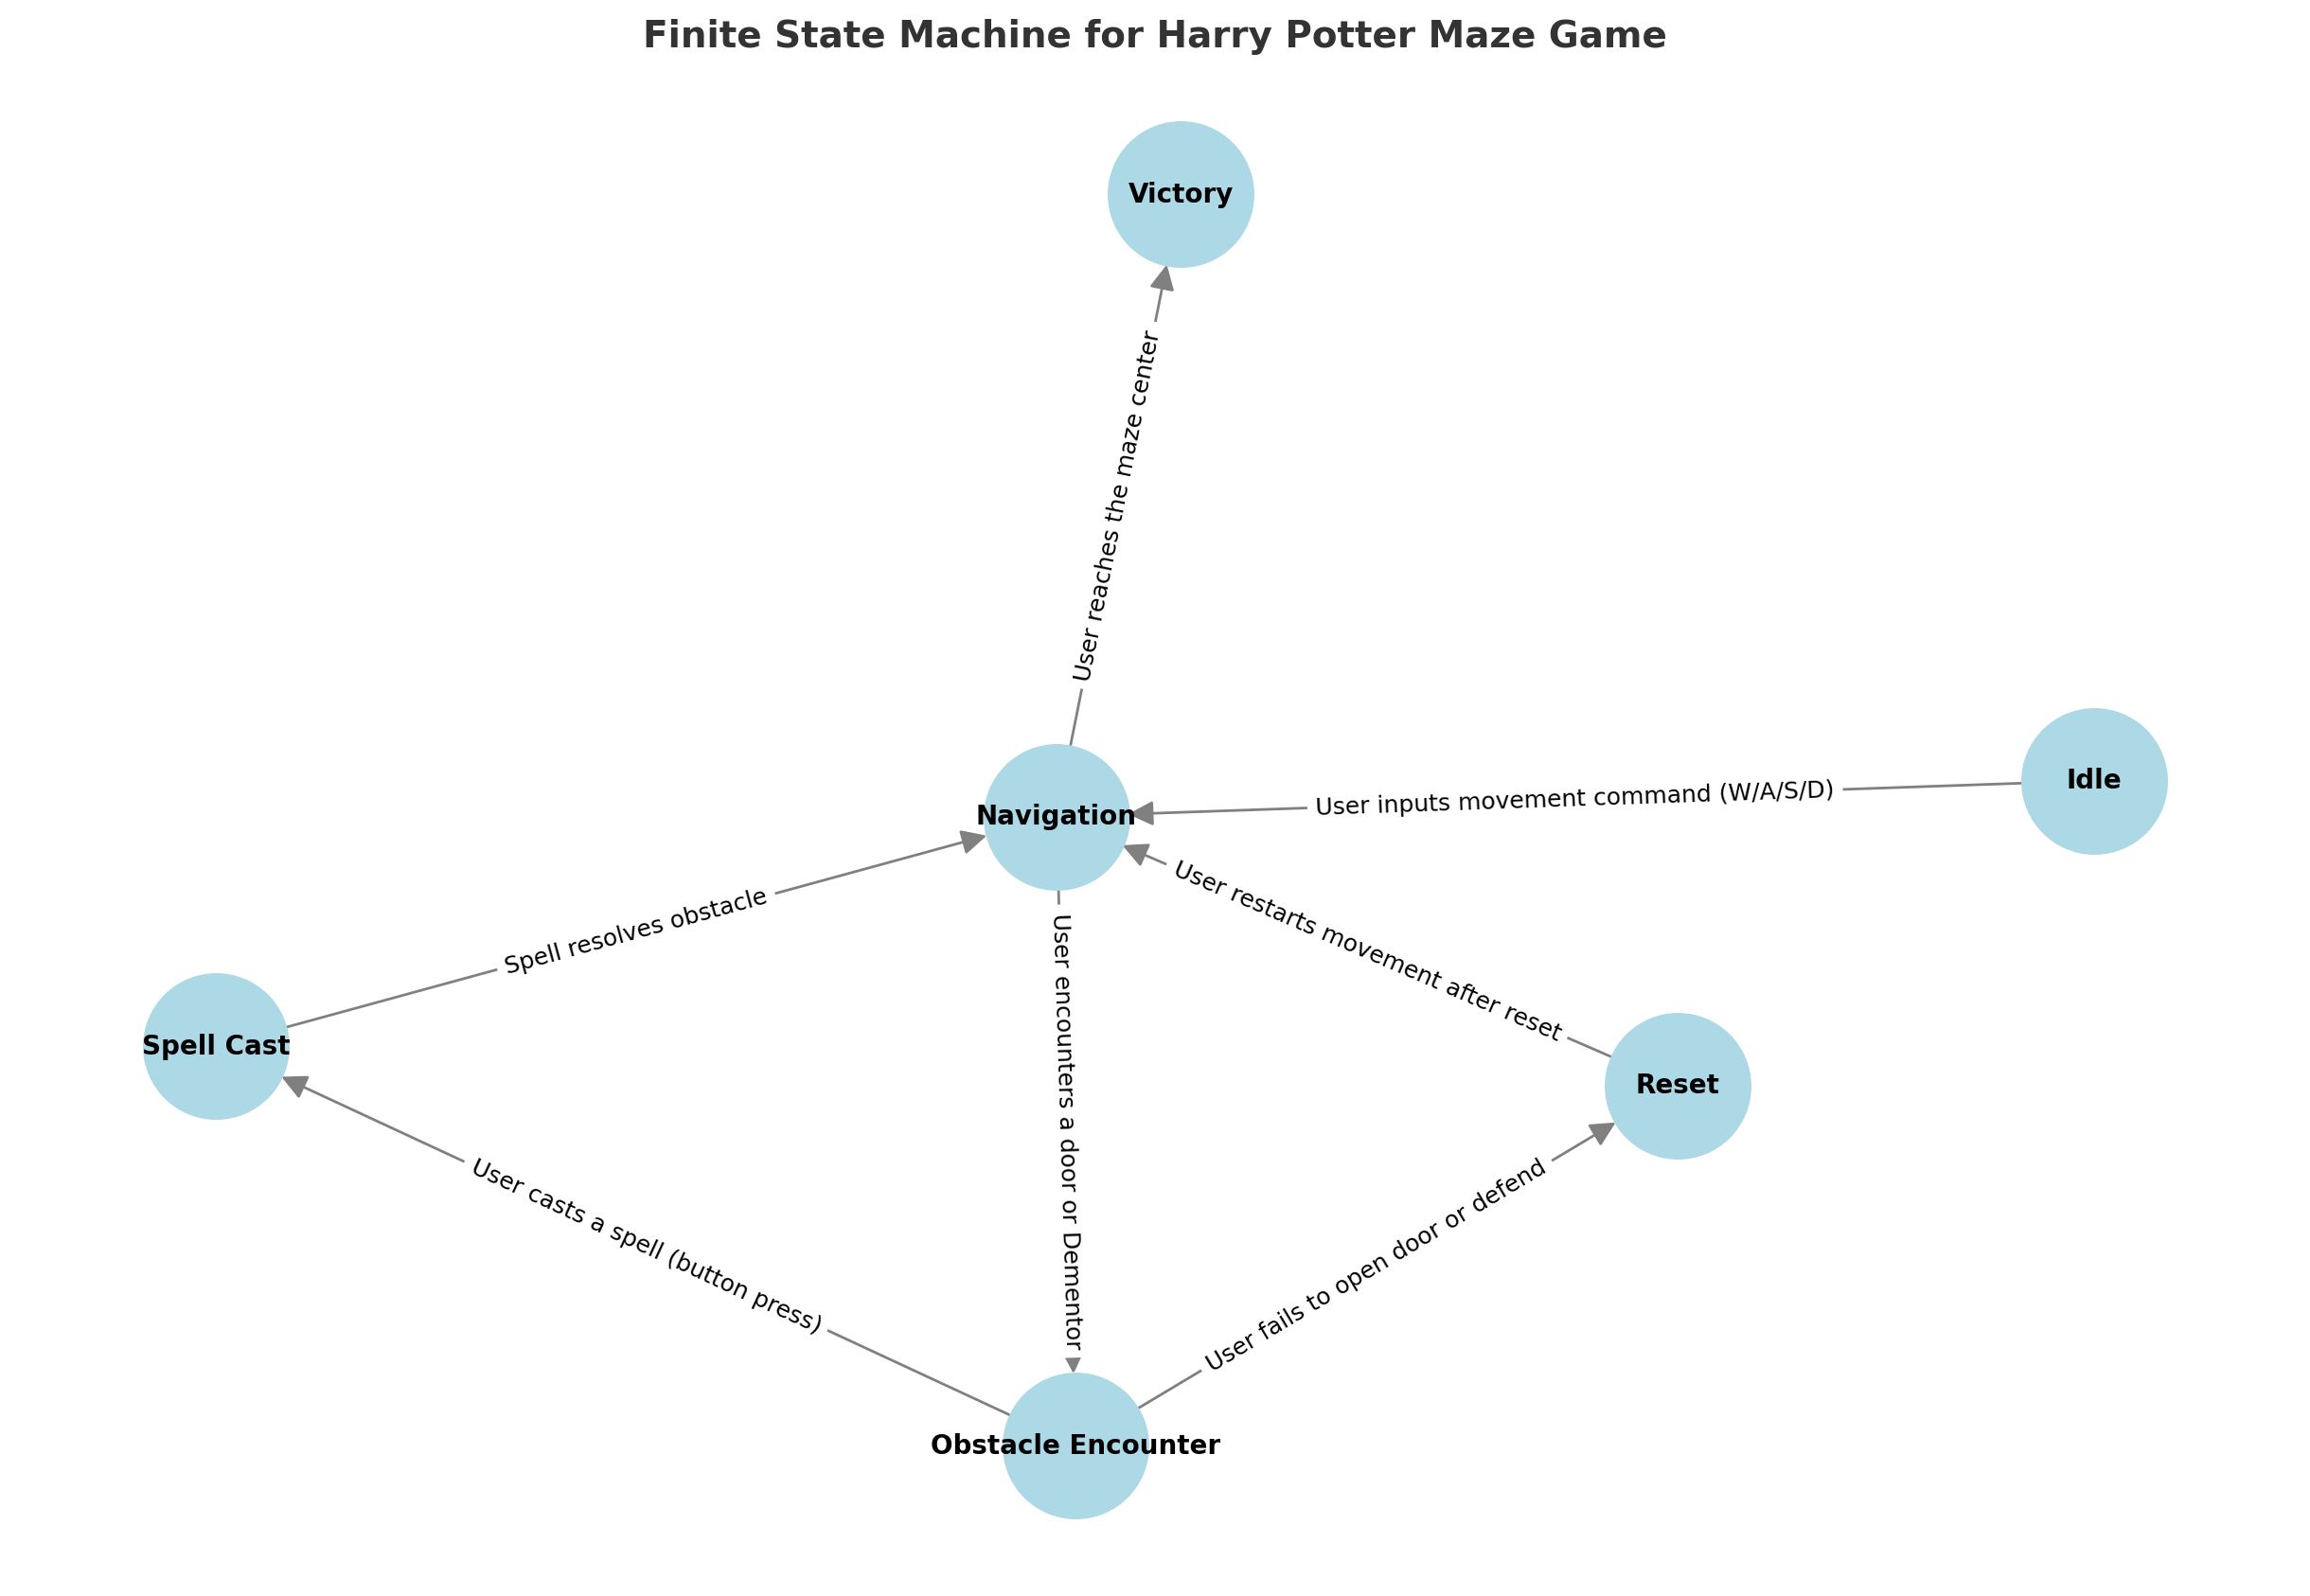 Finite State Machine for Harry Potter Maze Game
Victory
User reaches the maze center
Idle
User inputs movement command (W/A/S/D)
Navigation
User restarts movement after reset
Spell resolves obstacle
User encounters a door or Dementor
Spell Cast
Reset
User casts a spell (button press)
User fails to open door or defend
Obstacle Encounter